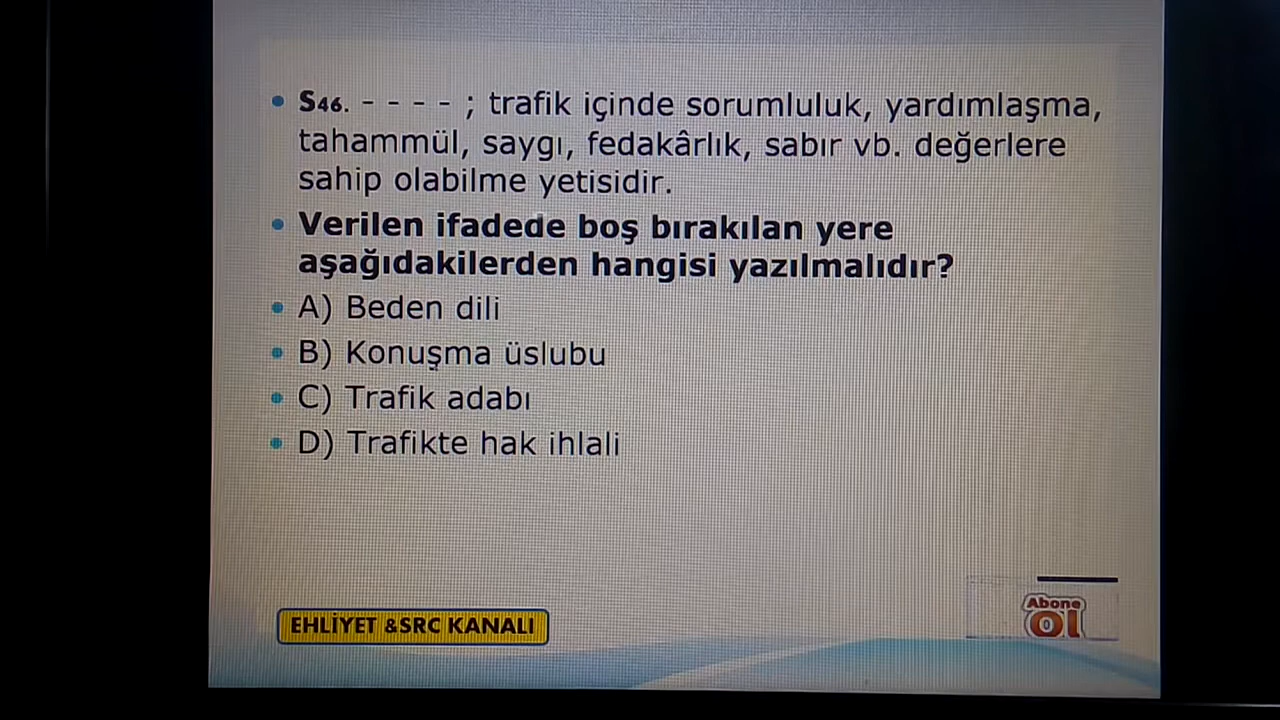 • S46. - - - - ; trafik içinde sorumluluk, yardımlaşma,
tahammül, saygı, fedakârlık, sabır vb. değerlere
sahip olabilme yetisidir.
• Verilen ifadede boş bırakılan yere
aşağıdakilerden hangisi yazılmalıdır?
• A) Beden dili
• B) Konuşma üslubu
• C) Trafik adabı
• D) Trafikte hak ihlali
EHLİYET &SRC KANALI
Abone
Ol